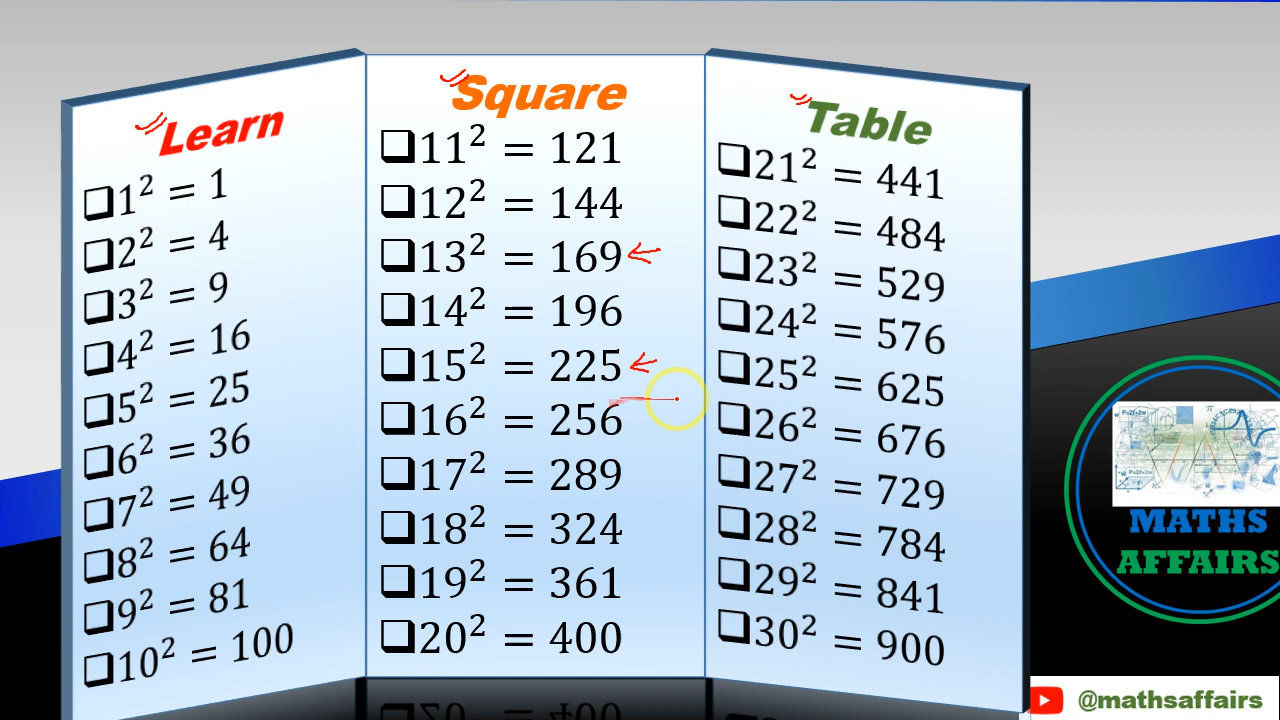 Learn
❑1² = 1
❑2² = 4
❑3² = 9
❑4² = 16
❑5² = 25
❑6² = 36
❑7² = 49
❑8² = 64
❑9² = 81
❑10² = 100
Square
❑11² = 121
❑12² = 144
❑13² = 169
❑14² = 196
❑15² = 225
❑16² = 256
❑17² = 289
❑18² = 324
❑19² = 361
❑20² = 400
Table
❑21² = 441
❑22² = 484
❑23² = 529
❑24² = 576
❑25² = 625
❑26² = 676
❑27² = 729
❑28² = 784
❑29² = 841
❑30² = 900
MATHS
AFFAIRS
@mathsaffairs